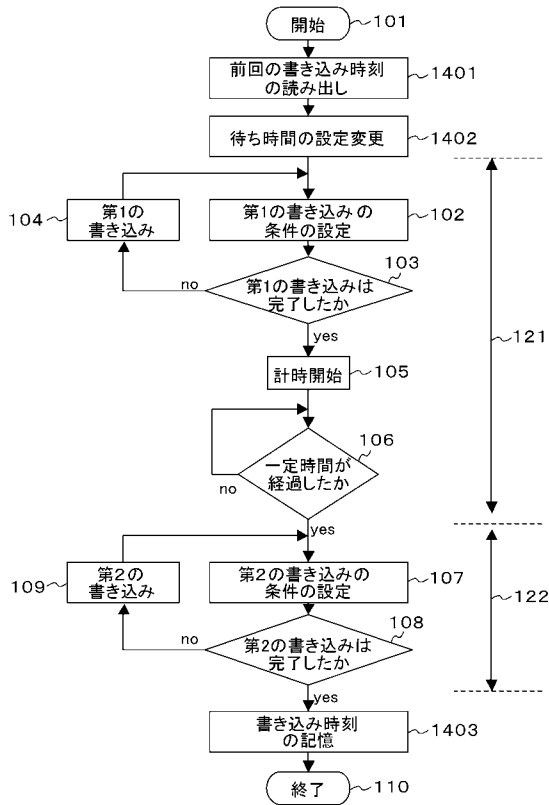 開始
101
前回の書き込み時刻
の読み出し
1401
待ち時間の設定変更
1402
104
第1の
書き込み
第1の書き込みの
条件の設定
102
103
no
第1の書き込みは
完了したか
yes
121
計時開始
105
106
一定時間が
経過したか
no
yes
109
第2の
書き込み
第2の書き込みの
条件の設定
107
122
108
no
第2の書き込みは
完了したか
yes
書き込み時刻
の記憶
1403
終了
110